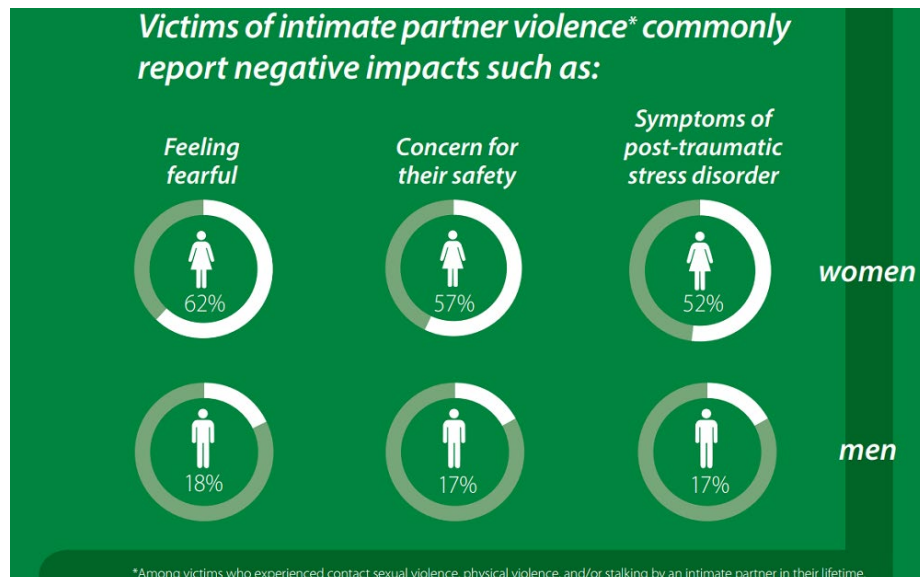 Victims of intimate partner violence* commonly
report negative impacts such as:
Feeling
fearful
Concern for
their safety
Symptoms of
post-traumatic
stress disorder
62%
57%
52%
women
18%
17%
17%
men
*Among victims who experienced contact sexual violence, physical violence, and/or stalking by an intimate partner in their lifetime